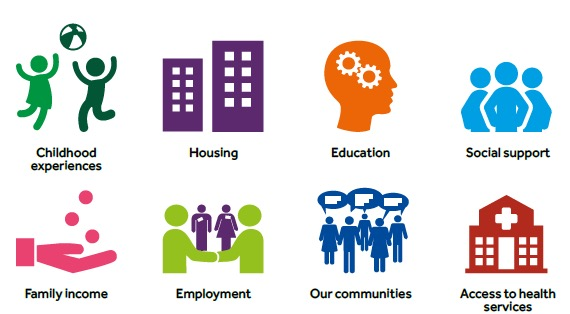 Childhood
experiences
Housing
Education
Social support
Family income
Employment
Our communities
Access to health
services